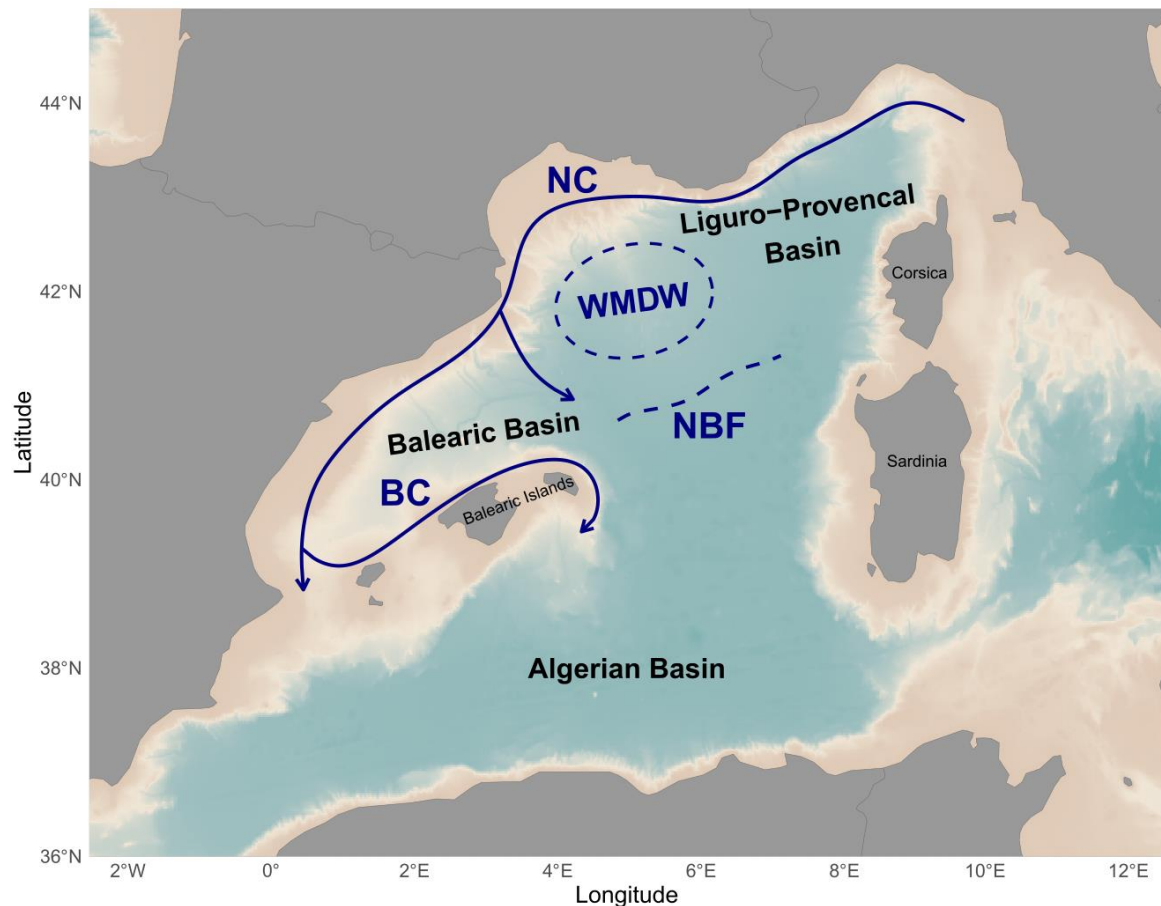 44°N
42°N
40°N
38°N
36°N
Latitude
NC
Liguro−Provencal
Basin
Corsica
WMDW
NBF
Balearic Basin
BC
Balearic Islands
Sardinia
Algerian Basin
2°W
0°
2°E
4°E
6°E
8°E
10°E
12°E
Longitude